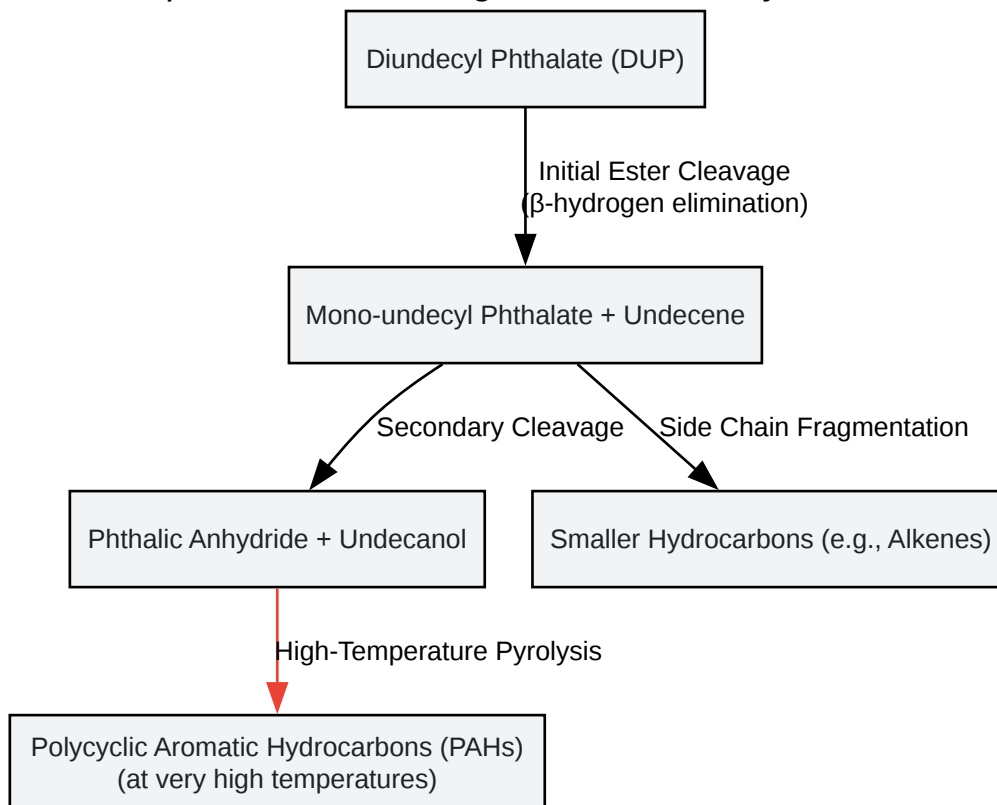 Diundecyl Phthalate (DUP)
Initial Ester Cleavage
(β-hydrogen elimination)
Mono-undecyl Phthalate + Undecene
Secondary Cleavage
Side Chain Fragmentation
Phthalic Anhydride + Undecanol
Smaller Hydrocarbons (e.g., Alkenes)
High-Temperature Pyrolysis
Polycyclic Aromatic Hydrocarbons (PAHs)
(at very high temperatures)